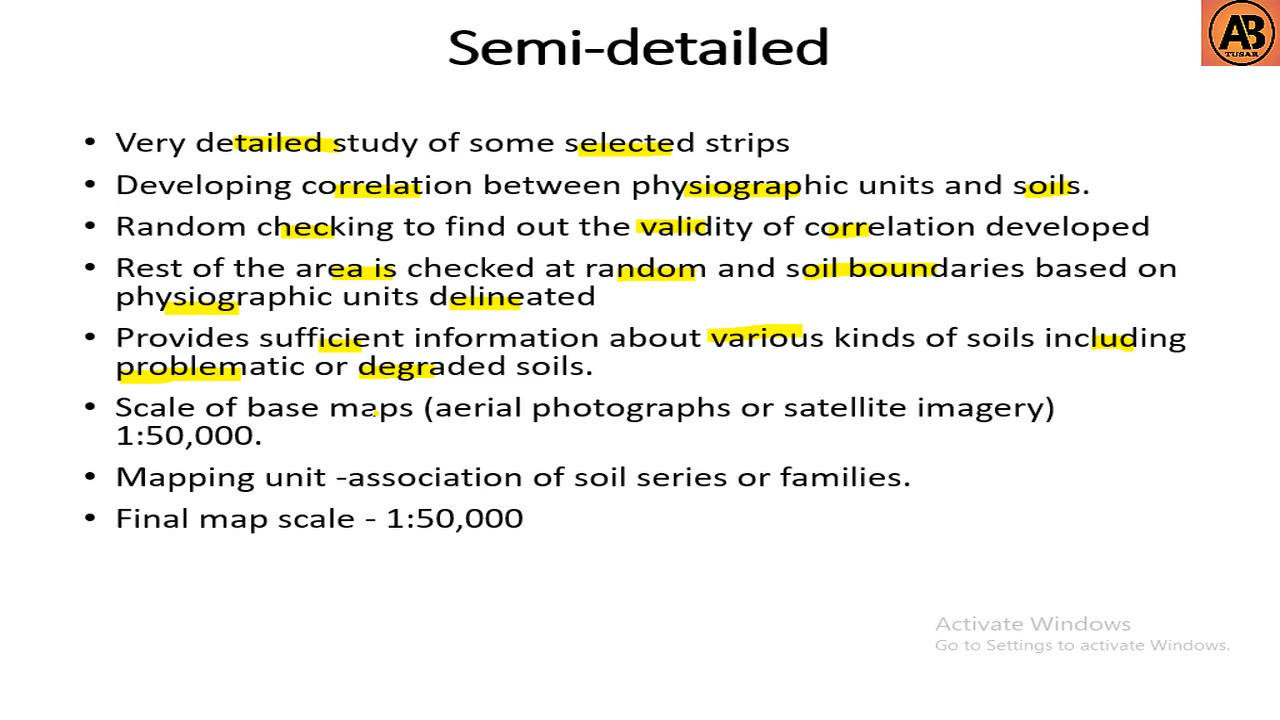 Semi-detailed
AB
TUSAR
• Very detailed study of some selected strips
• Developing correlation between physiographic units and soils.
• Random checking to find out the validity of correlation developed
• Rest of the area is checked at random and soil boundaries based on
physiographic units delineated
• Provides sufficient information about various kinds of soils including
problematic or degraded soils.
• Scale of base maps (aerial photographs or satellite imagery)
1:50,000.
• Mapping unit -association of soil series or families.
• Final map scale - 1:50,000
Activate Windows
Go to Settings to activate Windows.